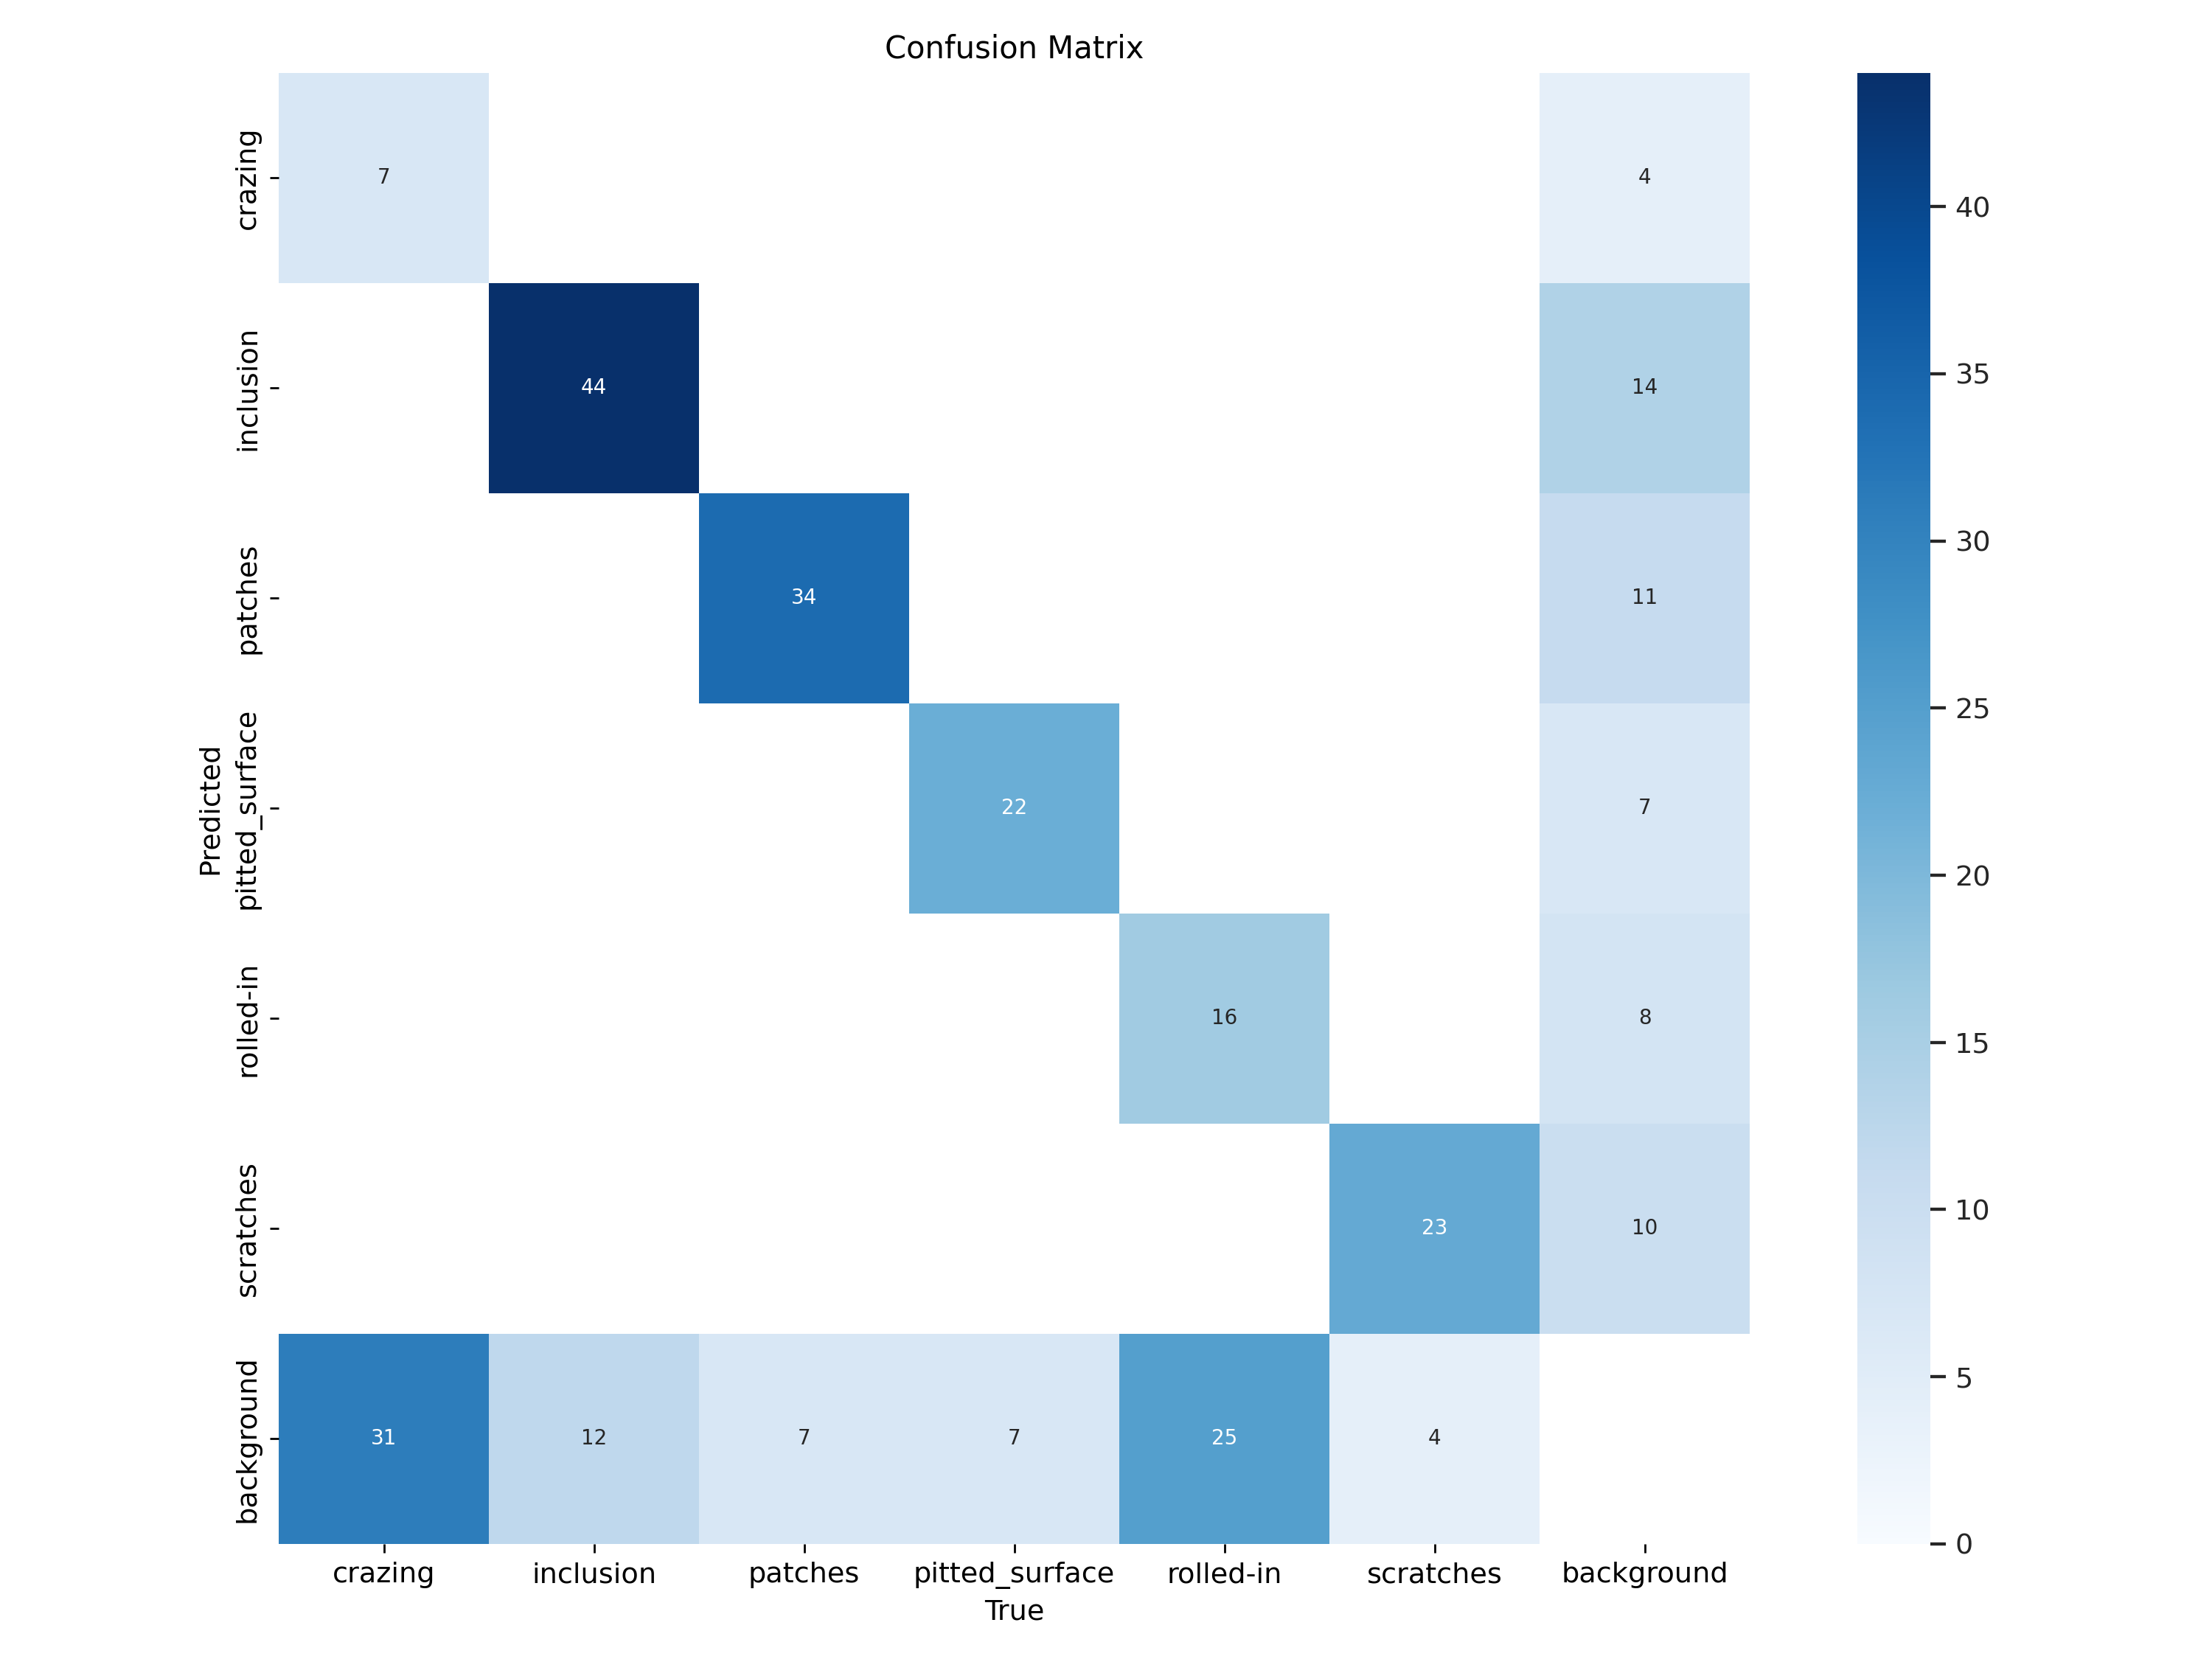 Confusion Matrix
crazing
7
4
40
inclusion
44
14
35
patches
34
11
30
Predicted
pitted_surface
22
7
25
20
rolled-in
16
8
15
scratches
23
10
10
background
31
12
7
7
25
4
5
0
crazing
inclusion
patches
pitted_surface
rolled-in
scratches
background
True